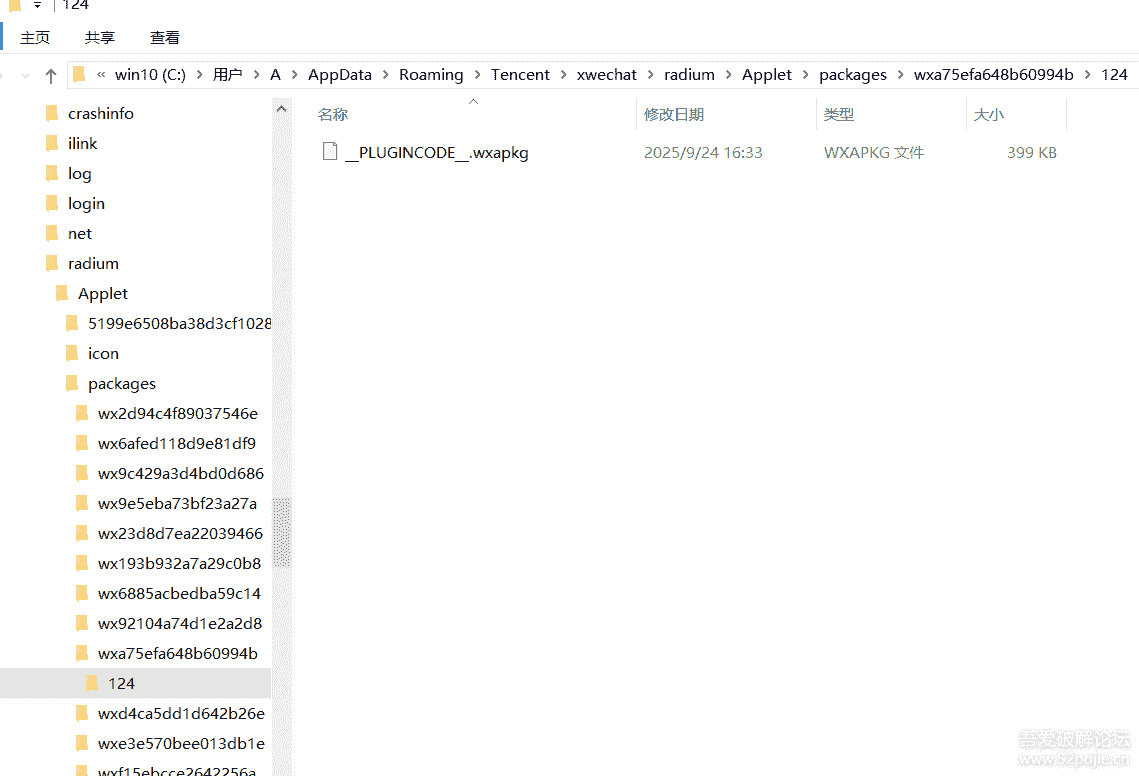 124
主页 共享 查看
« win10 (C:) > 用户 > A > AppData > Roaming > Tencent > xwechat > radium > Applet > packages > wxa75efa648b60994b > 124
crashinfo
ilink
log
login
net
radium
Applet
5199e6508ba38d3cf1028
icon
packages
wx2d94c4f89037546e
wx6afed118d9e81df9
wx9c429a3d4bd0d686
wx9e5eba73bf23a27a
wx23d8d7ea22039466
wx193b932a7a29c0b8
wx6885acbedba59c14
wx92104a74d1e2a2d8
wxa75efa648b60994b
124
wxd4ca5dd1d642b26e
wxe3e570bee013db1e
wxf15ebcce2642256a
名称 修改日期 类型 大小
__PLUGINCODE__.wxapkg 2025/9/24 16:33 WXAPKG 文件 399 KB
吾爱破解论坛
www.52pojie.cn